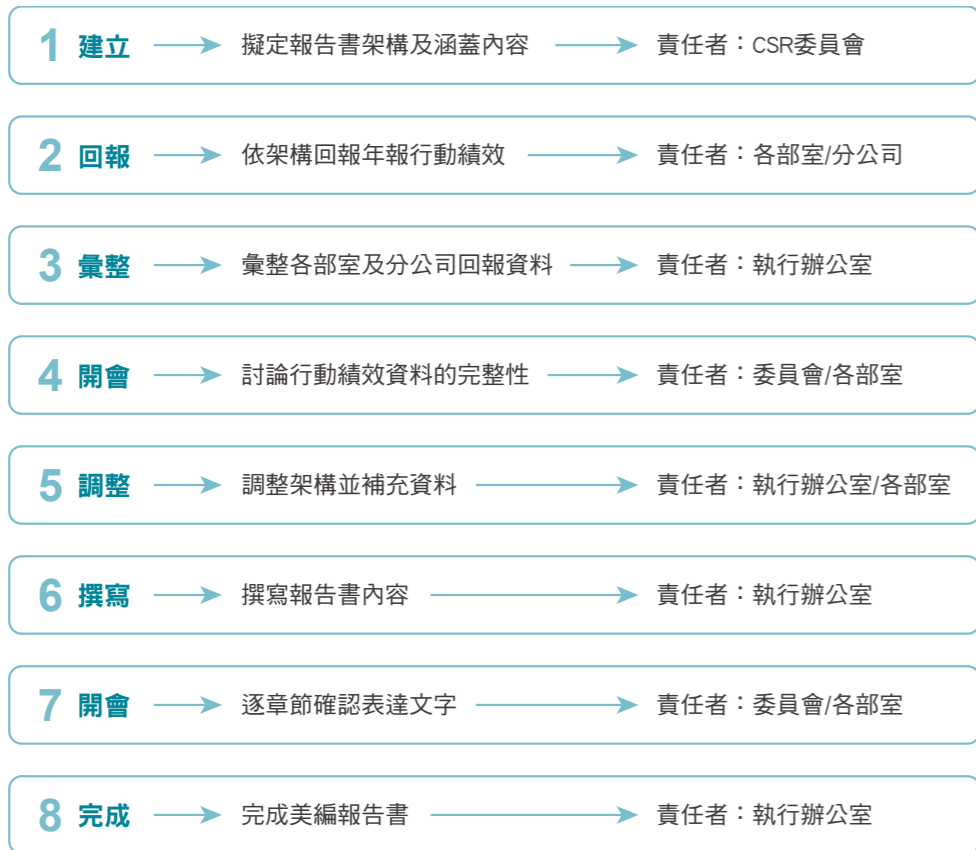 1 建立 擬定報告書架構及涵蓋內容 責任者：CSR委員會
2 回報 依架構回報年報行動績效 責任者：各部室/分公司
3 彙整 彙整各部室及分公司回報資料 責任者：執行辦公室
4 開會 討論行動績效資料的完整性 責任者：委員會/各部室
5 調整 調整架構並補充資料 責任者：執行辦公室/各部室
6 撰寫 撰寫報告書內容 責任者：執行辦公室
7 開會 逐章節確認表達文字 責任者：委員會/各部室
8 完成 完成美編報告書 責任者：執行辦公室